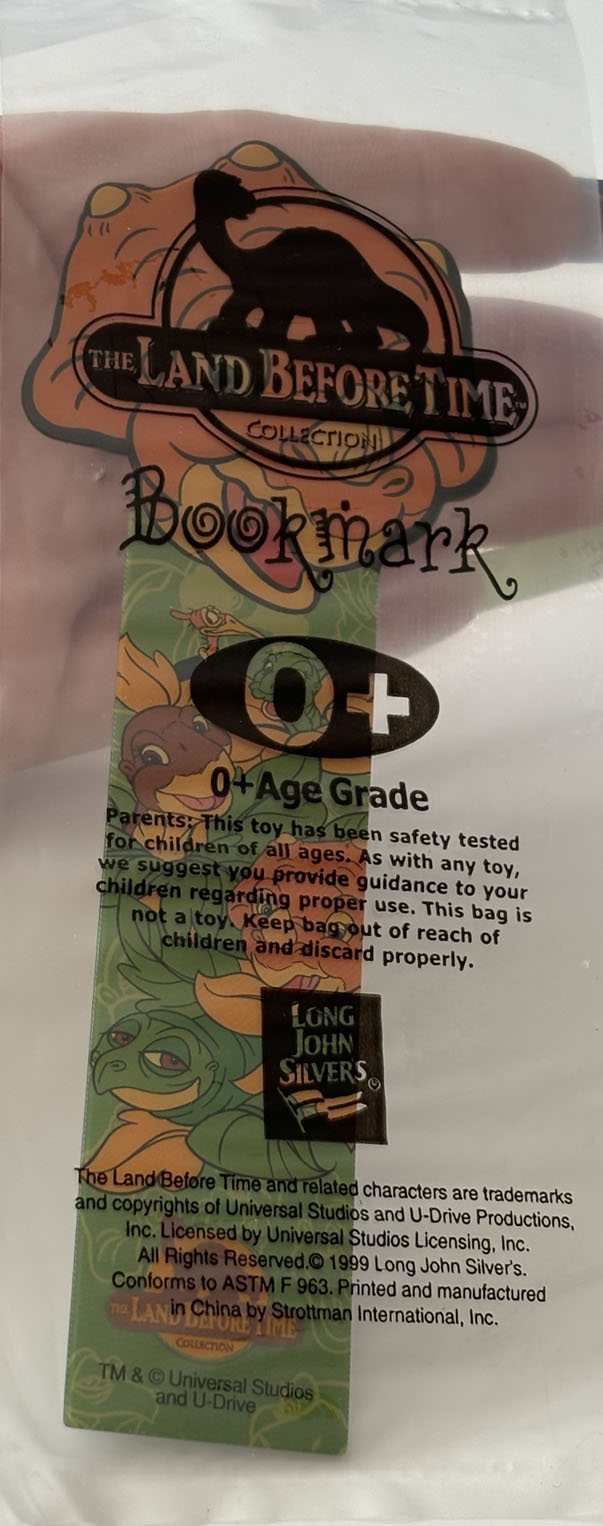 THE LAND BEFORE TIME™
COLLECTION
Bookmark
0+
0+Age Grade
Parents: This toy has been safety tested
for children of all ages. As with any toy,
we suggest you provide guidance to your
children regarding proper use. This bag is
not a toy. Keep bag out of reach of
children and discard properly.
LONG
JOHN
SILVER'S®
The Land Before Time and related characters are trademarks
and copyrights of Universal Studios and U-Drive Productions,
Inc. Licensed by Universal Studios Licensing, Inc.
All Rights Reserved.© 1999 Long John Silver's.
Conforms to ASTM F 963. Printed and manufactured
in China by Strottman International, Inc.
THE LAND BEFORE TIME
COLLECTION
TM & © Universal Studios
and U-Drive